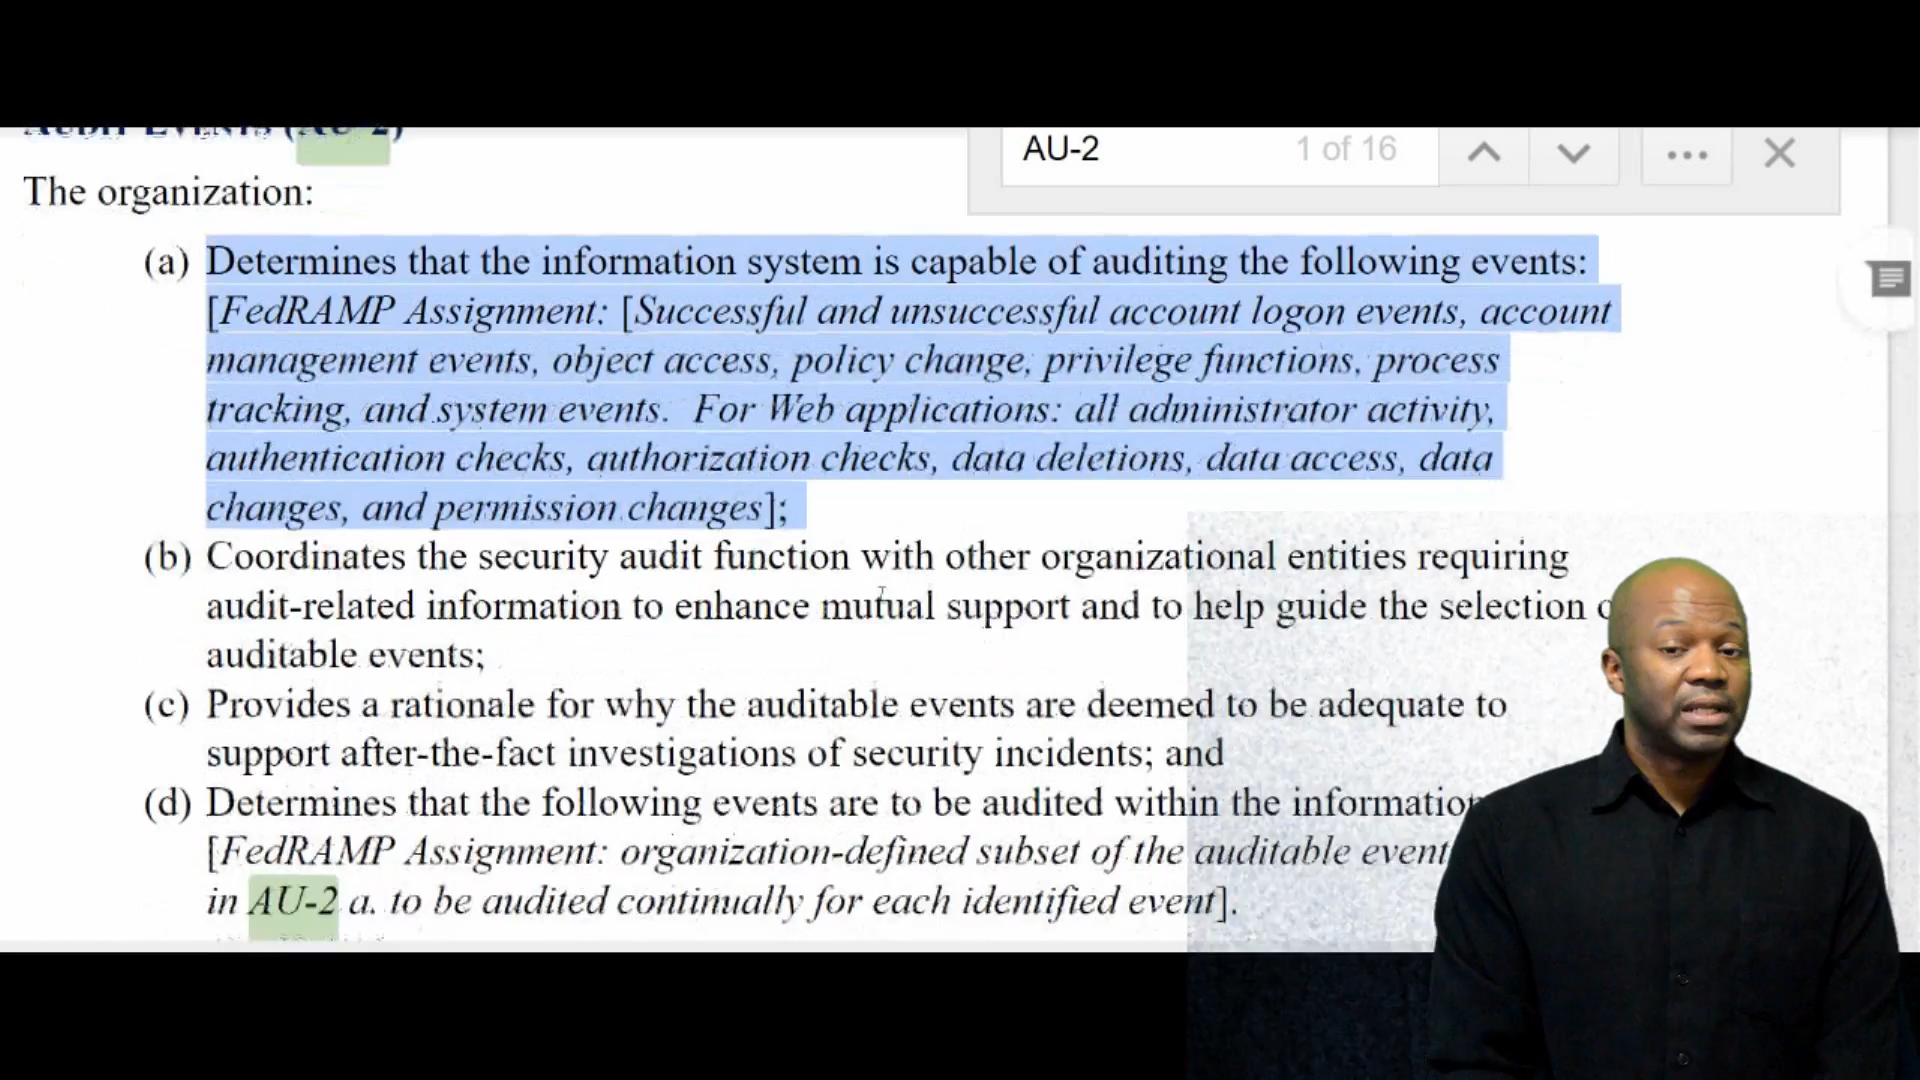 AUDIT EVENTS (AU-2)
AU-2 1 of 16
The organization:
(a) Determines that the information system is capable of auditing the following events:
[FedRAMP Assignment: [Successful and unsuccessful account logon events, account
management events, object access, policy change, privilege functions, process
tracking, and system events. For Web applications: all administrator activity,
authentication checks, authorization checks, data deletions, data access, data
changes, and permission changes];
(b) Coordinates the security audit function with other organizational entities requiring
audit-related information to enhance mutual support and to help guide the selection
auditable events;
(c) Provides a rationale for why the auditable events are deemed to be adequate to
support after-the-fact investigations of security incidents; and
(d) Determines that the following events are to be audited within the information
[FedRAMP Assignment: organization-defined subset of the auditable event
in AU-2 a. to be audited continually for each identified event].